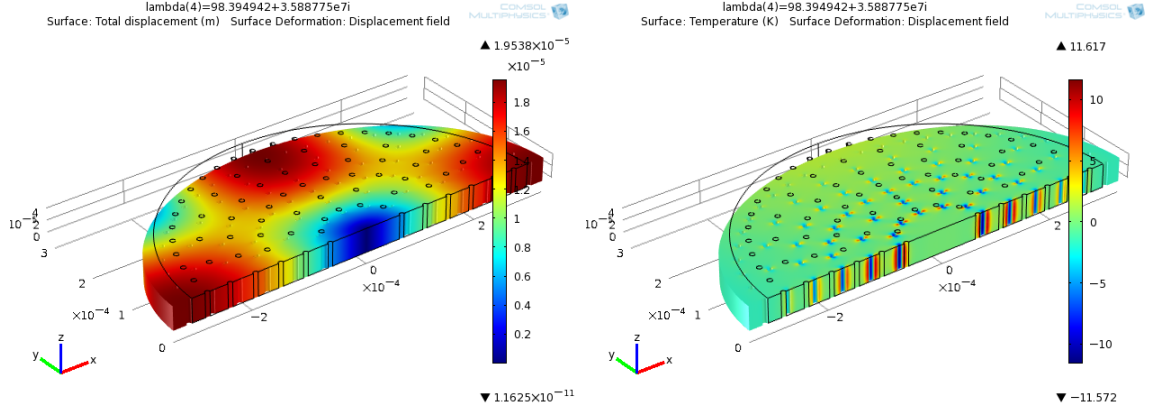 lambda(4)=98.394942+3.588775e7i
Surface: Total displacement (m) Surface Deformation: Displacement field
COMSOL
MULTIPHYSICS
▲ 1.9538×10⁻⁵
×10⁻⁵
1.8
1.6
1.4
1.2
1
0.8
0.6
0.4
0.2
▼ 1.1625×10⁻¹¹
10⁻⁴
0
3
2
×10⁻⁴ 1
0
−2
0
×10⁻⁴
2
z
y
x
lambda(4)=98.394942+3.588775e7i
Surface: Temperature (K) Surface Deformation: Displacement field
COMSOL
MULTIPHYSICS
▲ 11.617
10
5
0
−5
−10
▼ −11.572
10⁻⁴
0
3
2
×10⁻⁴ 1
0
−2
0
×10⁻⁴
2
z
y
x